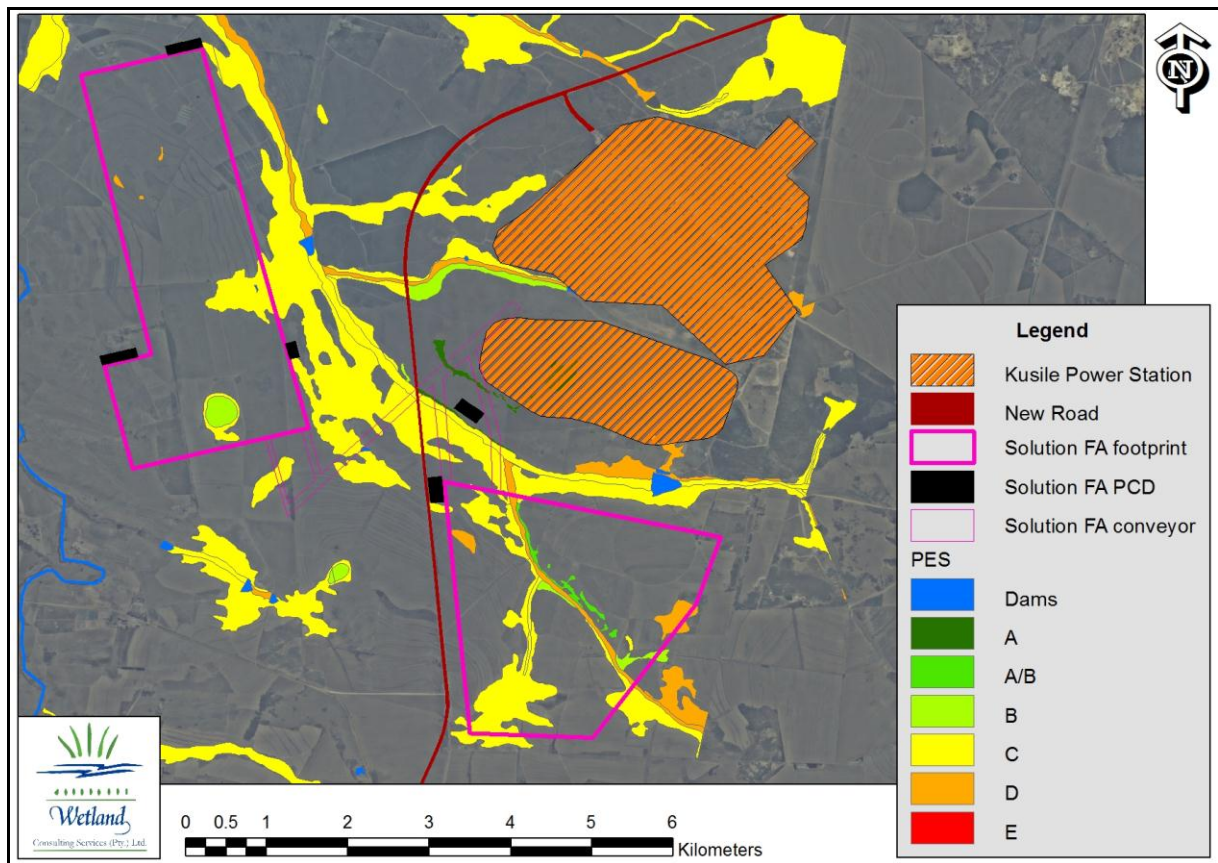 N
Legend
Kusile Power Station
New Road
Solution FA footprint
Solution FA PCD
Solution FA conveyor
PES
Dams
A
A/B
B
C
D
E
Wetland
Consulting Services (Pty.) Ltd.
0 0.5 1 2 3 4 5 6
Kilometers